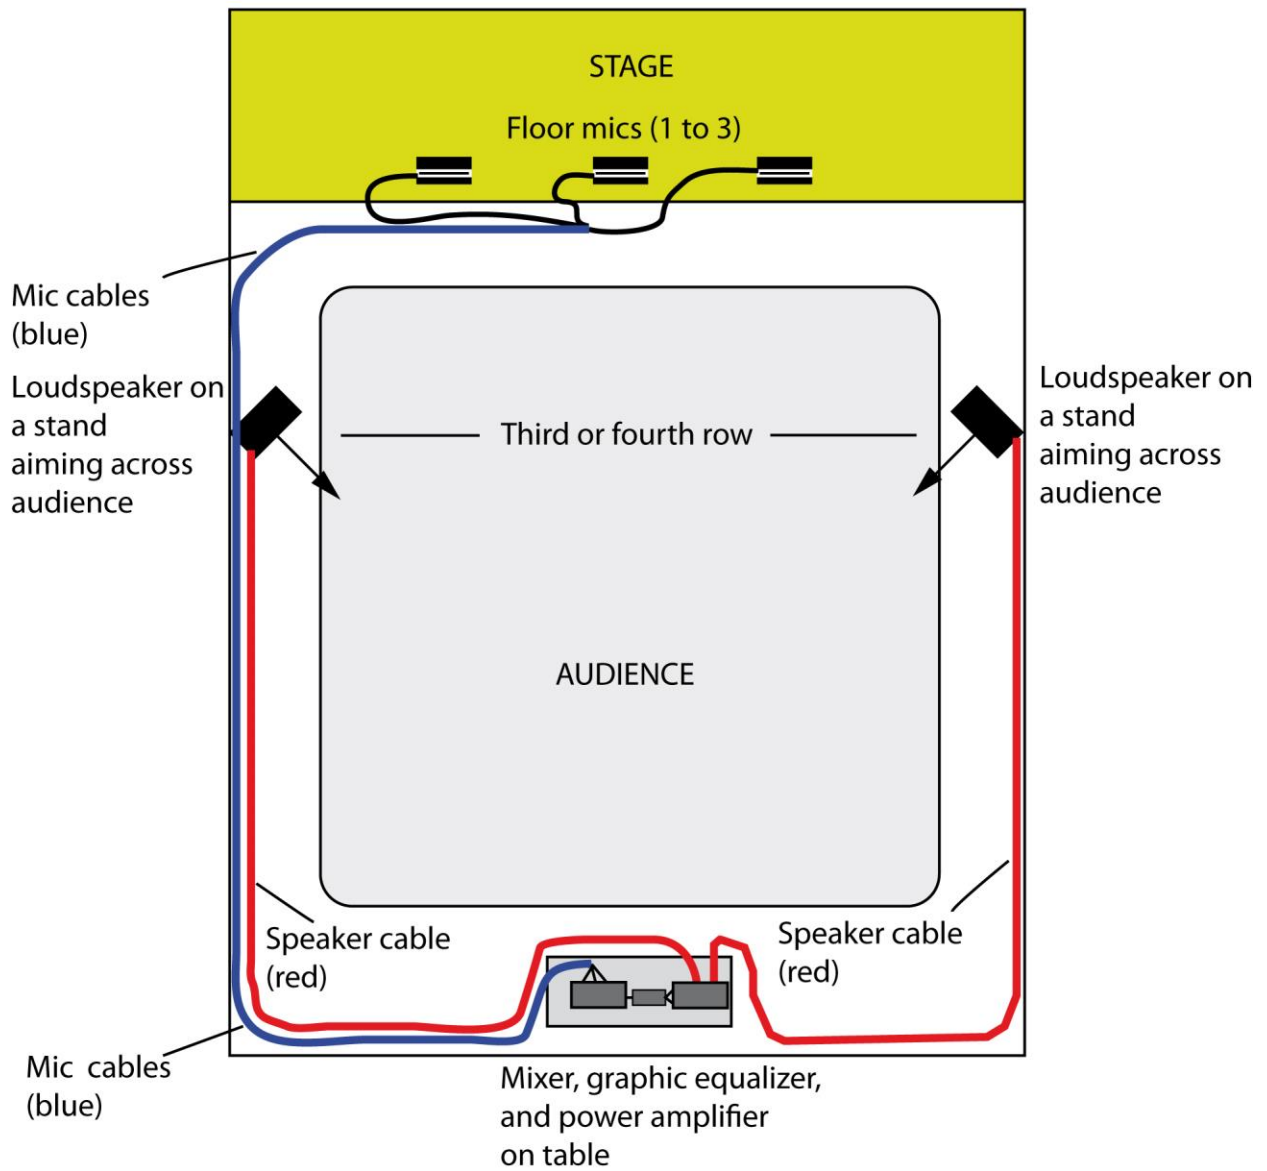 STAGE
Floor mics (1 to 3)
Mic cables
(blue)
Loudspeaker on
a stand
aiming across
audience
Third or fourth row
Loudspeaker on
a stand
aiming across
audience
AUDIENCE
Speaker cable
(red)
Speaker cable
(red)
Mic cables
(blue)
Mixer, graphic equalizer,
and power amplifier
on table